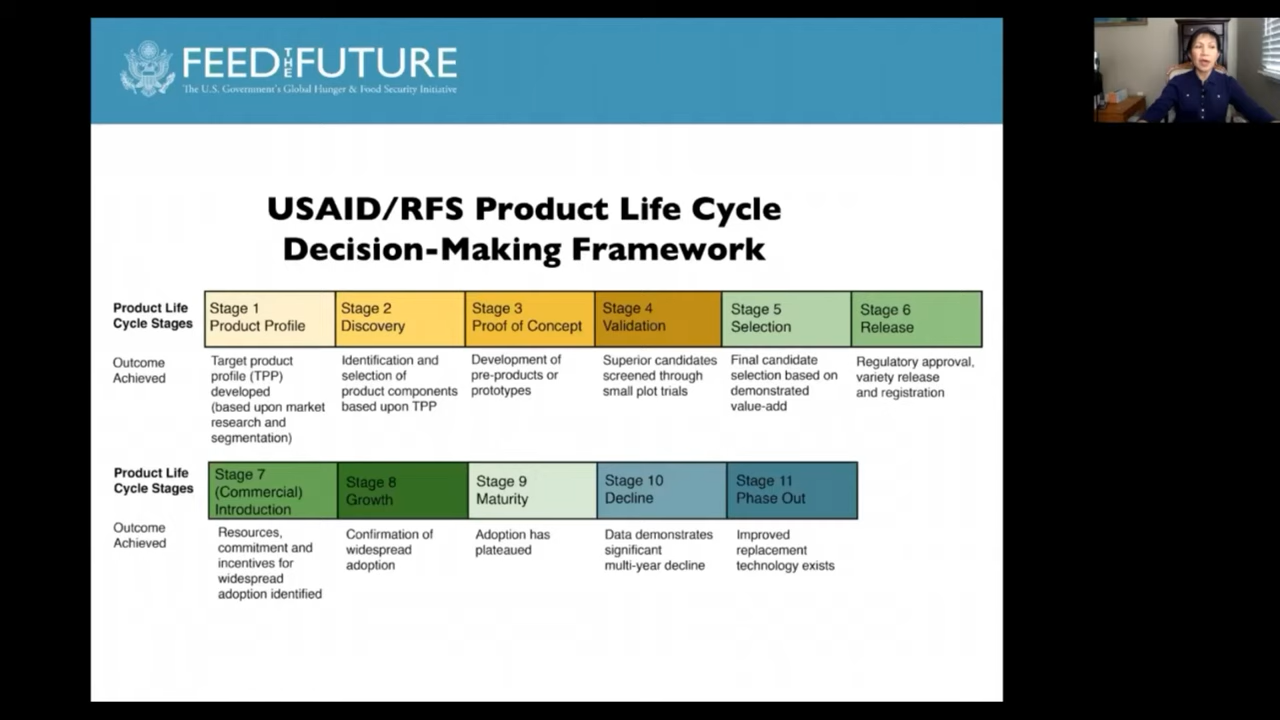 FEED THE FUTURE
The U.S. Government's Global Hunger & Food Security Initiative
USAID/RFS Product Life Cycle
Decision-Making Framework
Product Life
Cycle Stages
Stage 1
Product Profile
Stage 2
Discovery
Stage 3
Proof of Concept
Stage 4
Validation
Stage 5
Selection
Stage 6
Release
Outcome
Achieved
Target product
profile (TPP)
developed
(based upon market
research and
segmentation)
Identification and
selection of
product components
based upon TPP
Development of
pre-products or
prototypes
Superior candidates
screened through
small plot trials
Final candidate
selection based on
demonstrated
value-add
Regulatory approval,
variety release
and registration
Product Life
Cycle Stages
Stage 7
(Commercial)
Introduction
Stage 8
Growth
Stage 9
Maturity
Stage 10
Decline
Stage 11
Phase Out
Outcome
Achieved
Resources,
commitment and
incentives for
widespread
adoption identified
Confirmation of
widespread
adoption
Adoption has
plateaued
Data demonstrates
significant
multi-year decline
Improved
replacement
technology exists